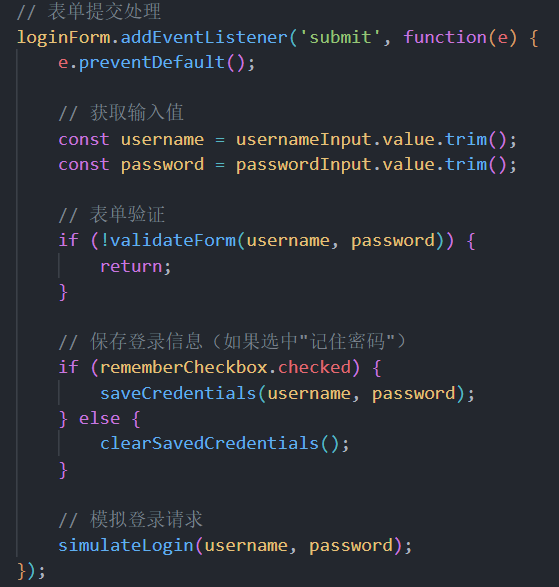 // 表单提交处理
loginForm.addEventListener('submit', function(e) {
    e.preventDefault();

    // 获取输入值
    const username = usernameInput.value.trim();
    const password = passwordInput.value.trim();

    // 表单验证
    if (!validateForm(username, password)) {
        return;
    }

    // 保存登录信息（如果选中"记住密码"）
    if (rememberCheckbox.checked) {
        saveCredentials(username, password);
    } else {
        clearSavedCredentials();
    }

    // 模拟登录请求
    simulateLogin(username, password);
});